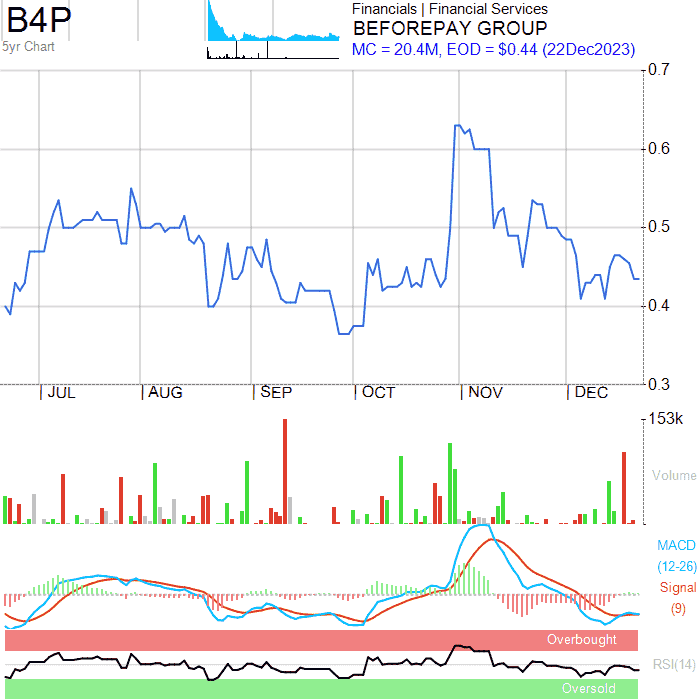 B4P
5yr Chart
Financials | Financial Services
BEFOREPAY GROUP
MC = 20.4M, EOD = $0.44 (22Dec2023)
0.7
0.6
0.5
0.4
0.3
JUL
AUG
SEP
OCT
NOV
DEC
153k
Volume
MACD
(12-26)
Signal
(9)
Overbought
RSI(14)
Oversold